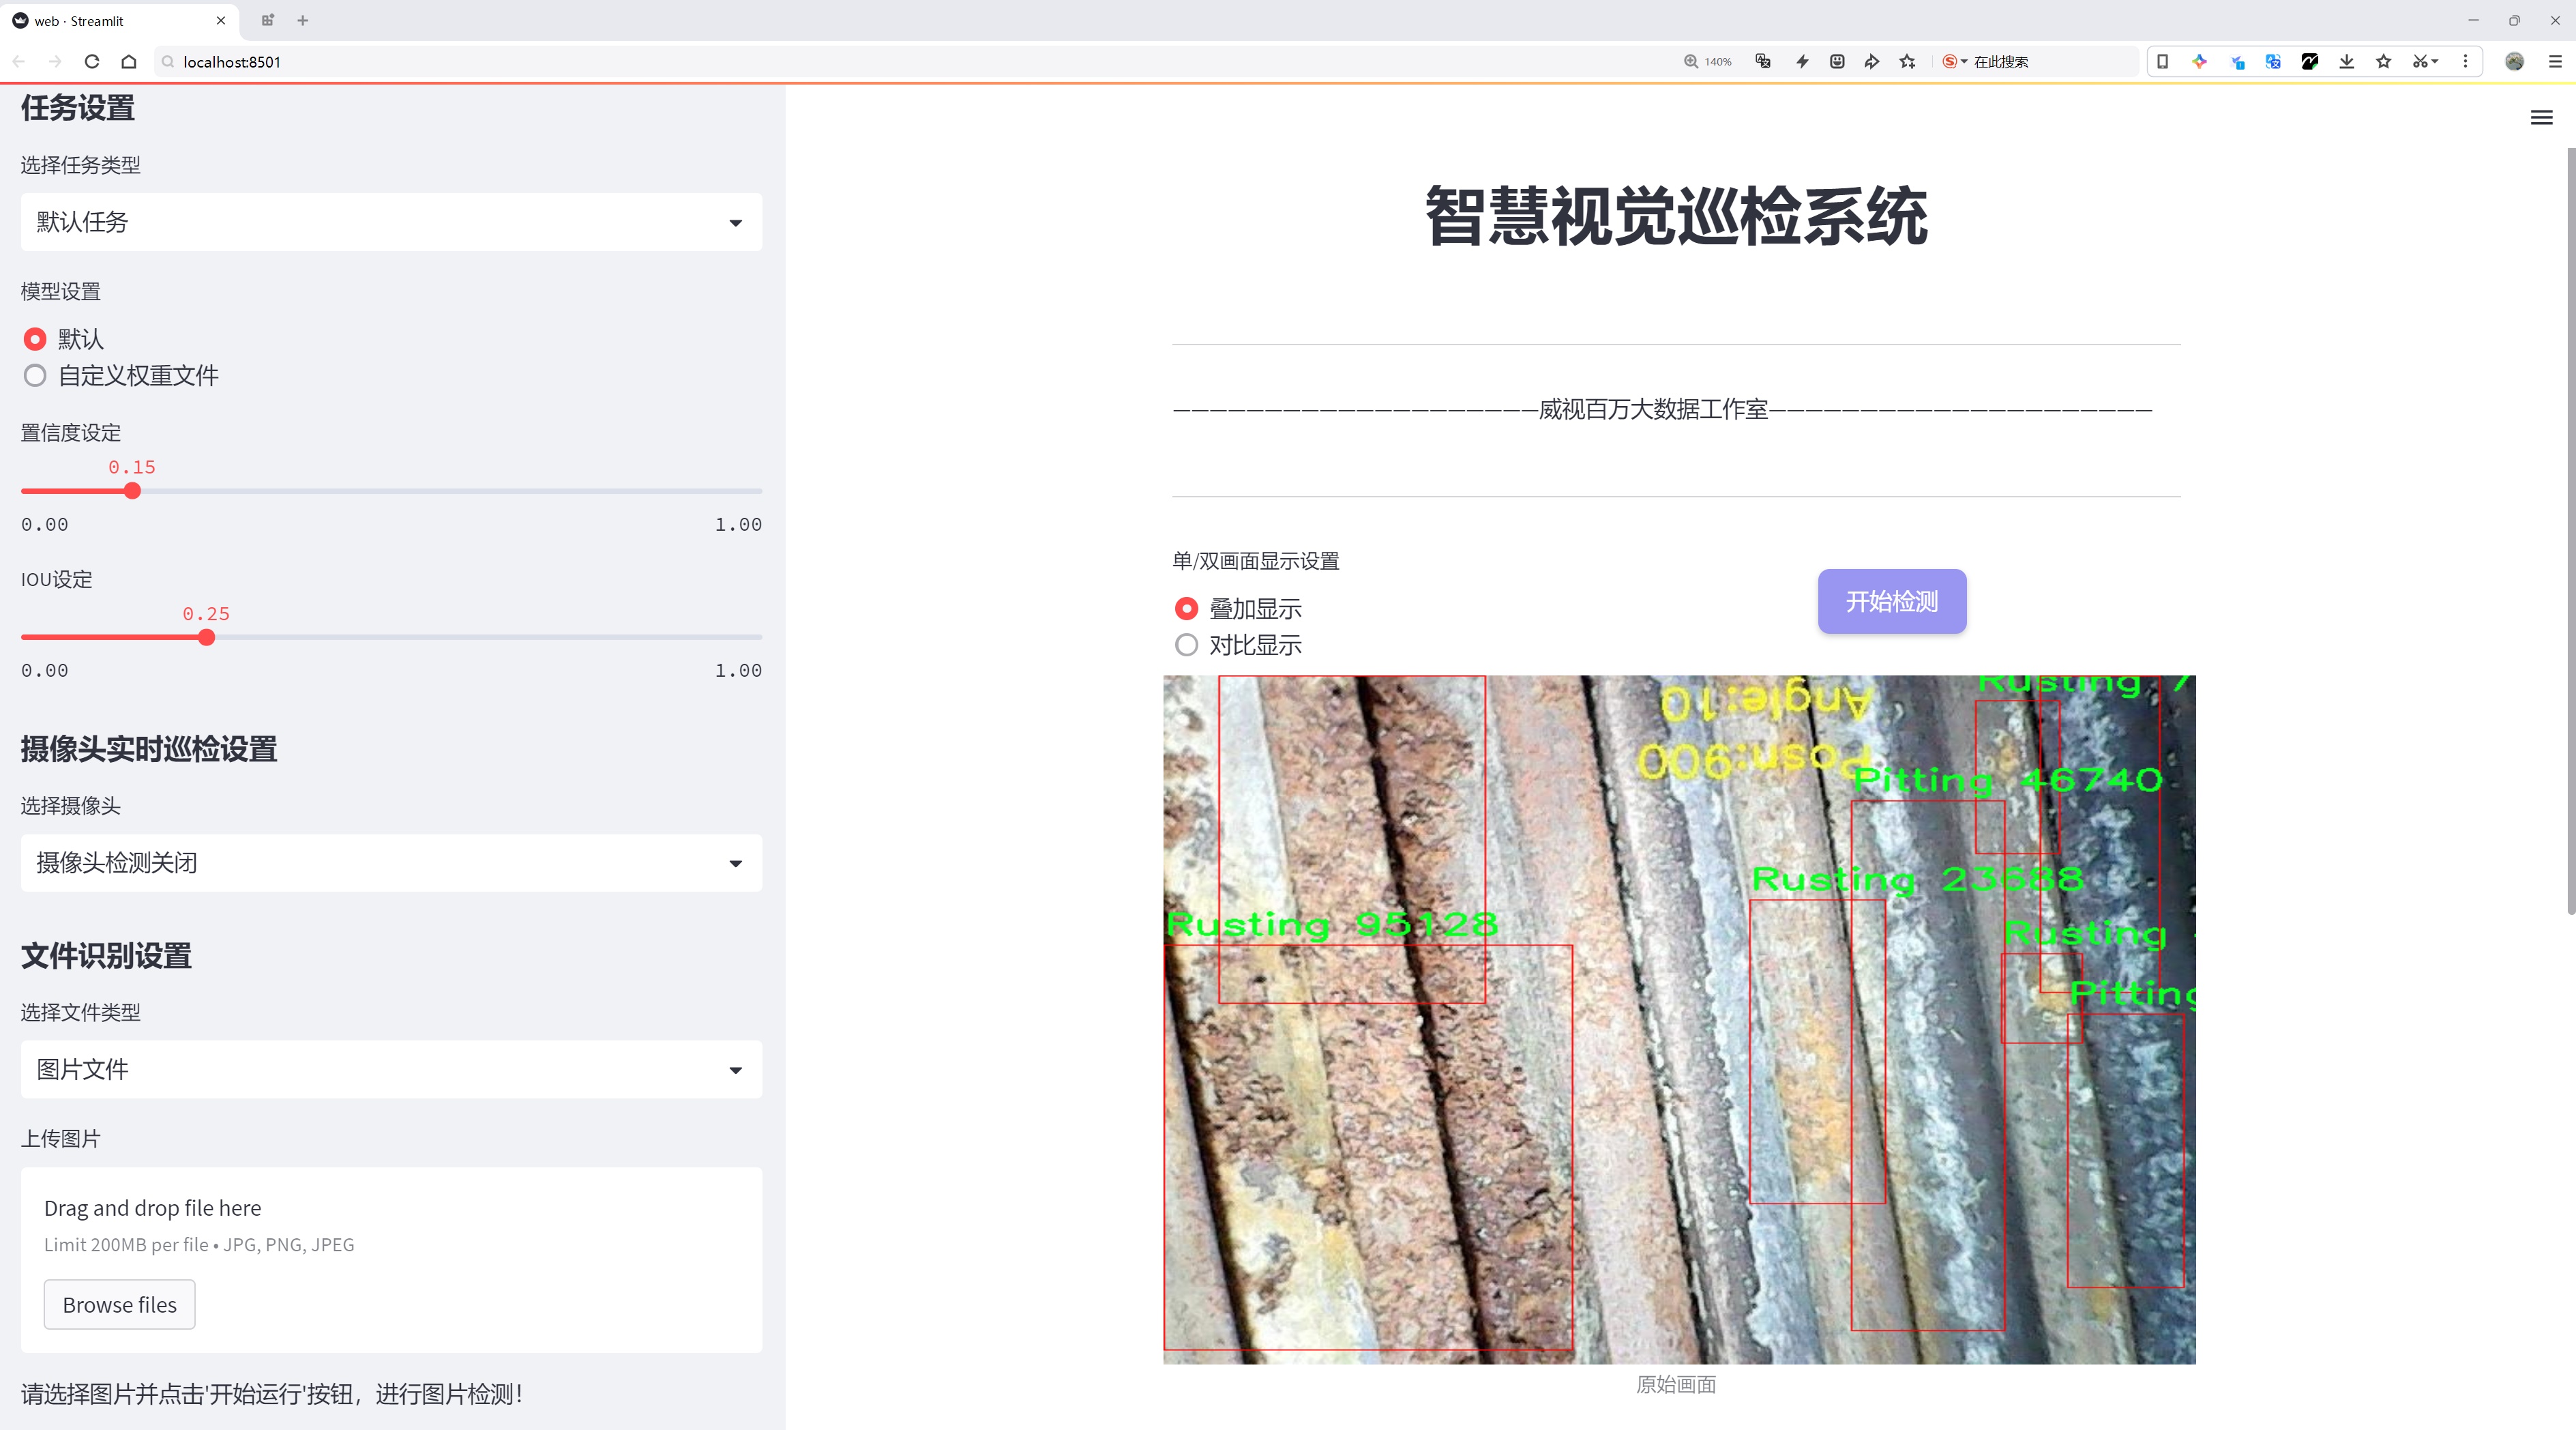 web · Streamlit
localhost:8501
140%
在此搜索
任务设置
选择任务类型
默认任务
模型设置
默认
自定义权重文件
置信度设定
0.15
0.00 1.00
IOU设定
0.25
0.00 1.00
摄像头实时巡检设置
选择摄像头
摄像头检测关闭
文件识别设置
选择文件类型
图片文件
上传图片
Drag and drop file here
Limit 200MB per file • JPG, PNG, JPEG
Browse files
请选择图片并点击'开始运行'按钮，进行图片检测！
智慧视觉巡检系统
————————————————————威视百万大数据工作室—————————————————————
单/双画面显示设置
叠加显示
对比显示
开始检测
Rusting 7
Angle:10
Posn:900
Pitting 46740
Rusting 23688
Rusting 95128
Rusting
Pitting
原始画面